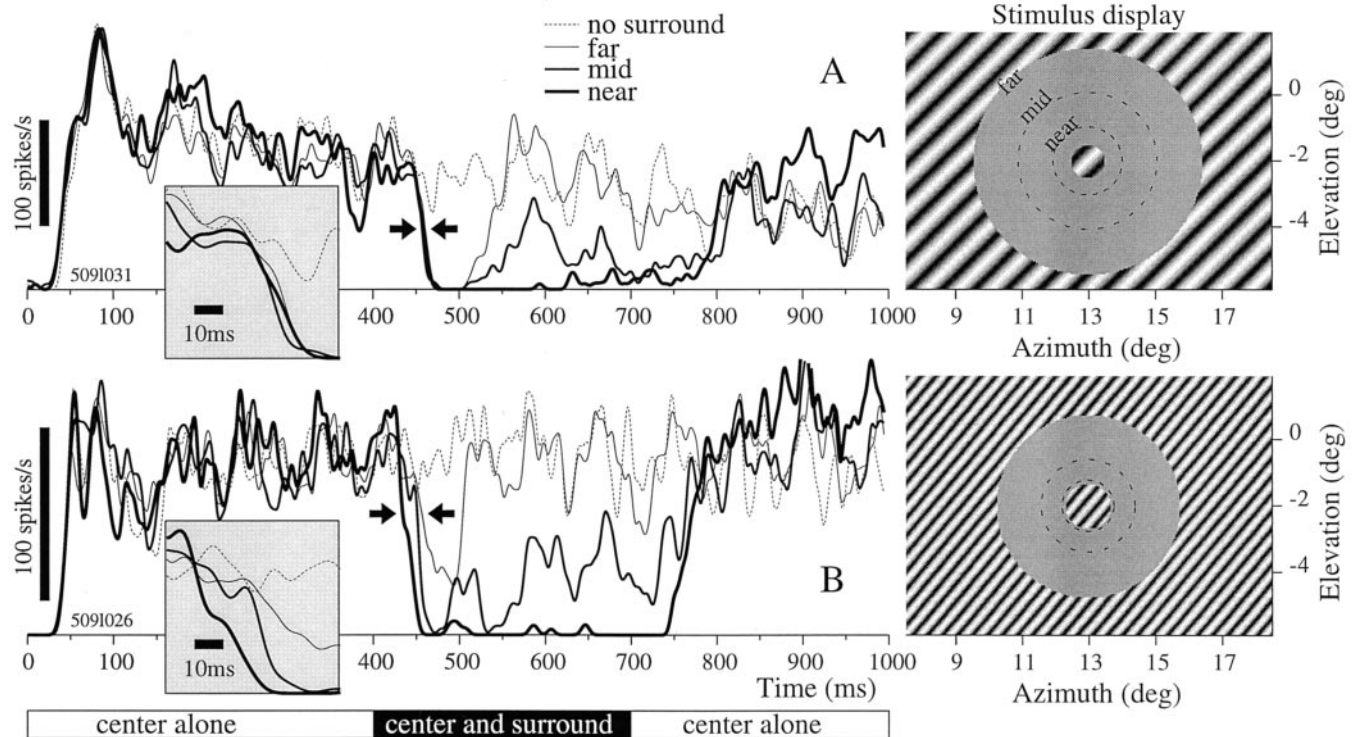 no surround
far
mid
near
A
Stimulus display
100 spikes/s
5091031
10ms
0 100 400 500 600 700 800 900 1000
far
mid
near
0
-2
-4
Elevation (deg)
9 11 13 15 17
Azimuth (deg)
B
100 spikes/s
5091026
10ms
0 100 400 500 600 700 800 900 1000
Time (ms)
0
-2
-4
Elevation (deg)
9 11 13 15 17
Azimuth (deg)
center alone center and surround center alone